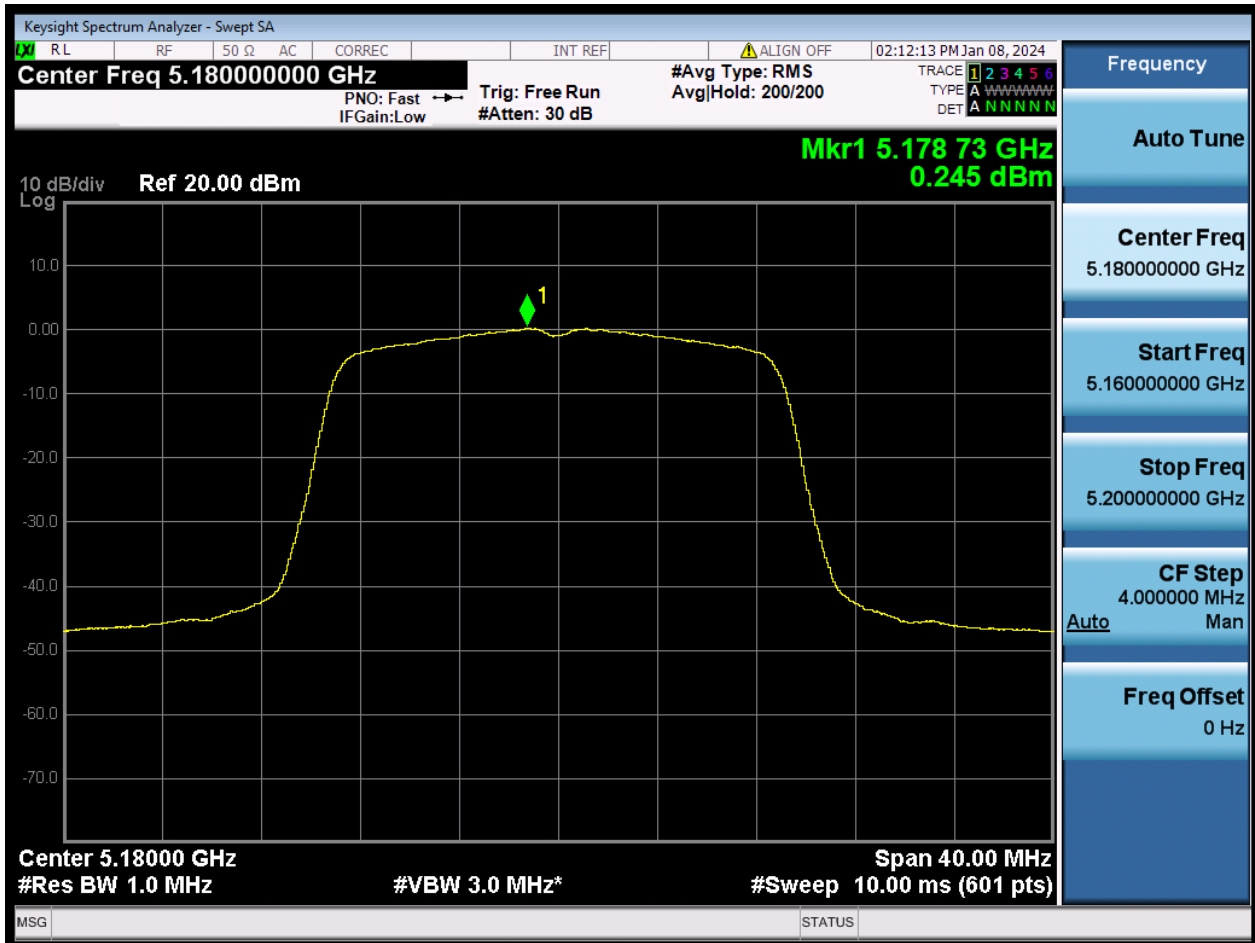 Keysight Spectrum Analyzer - Swept SA
LXI RL RF 50 Ω AC CORREC INT REF ALIGN OFF 02:12:13 PM Jan 08, 2024
Center Freq 5.180000000 GHz
PNO: Fast
IFGain:Low
Trig: Free Run
#Atten: 30 dB
#Avg Type: RMS
Avg|Hold: 200/200
TRACE 1 2 3 4 5 6
TYPE A WWWWW
DET A N N N N N
Mkr1 5.178 73 GHz
0.245 dBm
10 dB/div Ref 20.00 dBm
Log
10.0
0.00
-10.0
-20.0
-30.0
-40.0
-50.0
-60.0
-70.0
1
Center 5.18000 GHz Span 40.00 MHz
#Res BW 1.0 MHz #VBW 3.0 MHz* #Sweep 10.00 ms (601 pts)
MSG STATUS
Frequency
Auto Tune
Center Freq
5.180000000 GHz
Start Freq
5.160000000 GHz
Stop Freq
5.200000000 GHz
CF Step
4.000000 MHz
Auto Man
Freq Offset
0 Hz